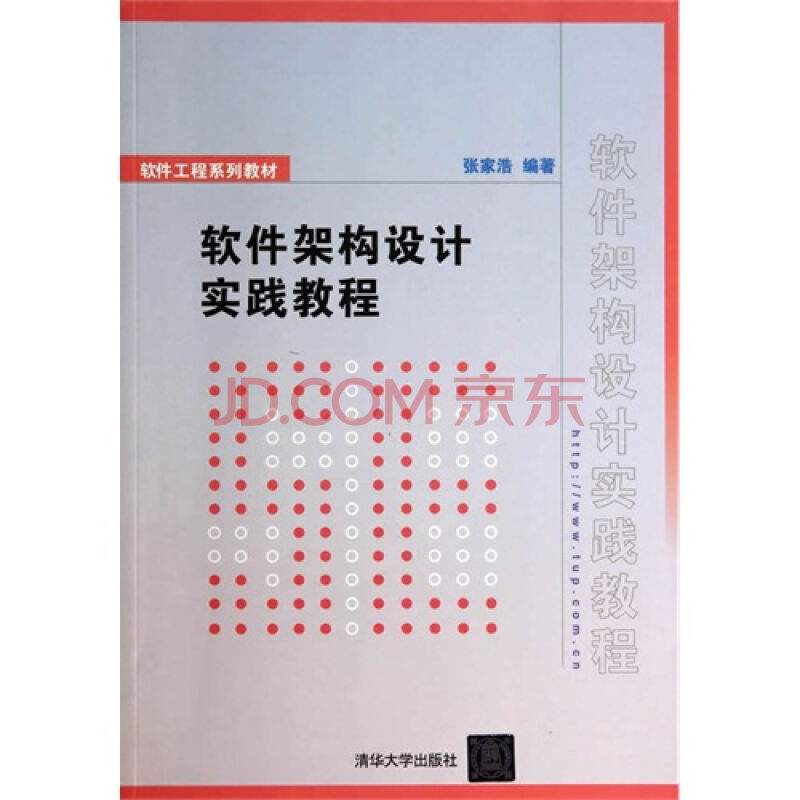 软件工程系列教材
张家浩 编著
软件架构设计
实践教程
JD.COM 京东
软件架构设计实践教程
http://www.tup.com.cn
清华大学出版社